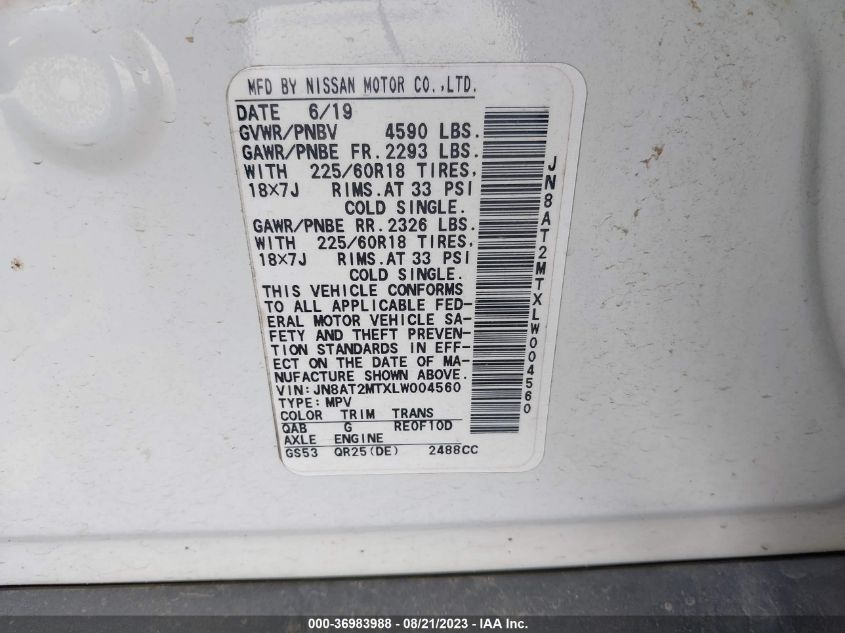 MFD BY NISSAN MOTOR CO.,LTD.
DATE 6/19
GVWR/PNBV 4590 LBS.
GAWR/PNBE FR. 2293 LBS.
WITH 225/60R18 TIRES,
18×7J RIMS.AT 33 PSI
COLD SINGLE.
GAWR/PNBE RR. 2326 LBS.
WITH 225/60R18 TIRES,
18×7J RIMS.AT 33 PSI
COLD SINGLE.
THIS VEHICLE CONFORMS
TO ALL APPLICABLE FED-
ERAL MOTOR VEHICLE SA-
FETY AND THEFT PREVEN-
TION STANDARDS IN EFF-
ECT ON THE DATE OF MA-
NUFACTURE SHOWN ABOVE.
VIN:JN8AT2MTXLW004560
TYPE:MPV
COLOR TRIM TRANS
QAB G RE0F10D
AXLE ENGINE
GS53 QR25(DE) 2488CC
JN8AT2MTXLW004560
000-36983988 - 08/21/2023 - IAA Inc.